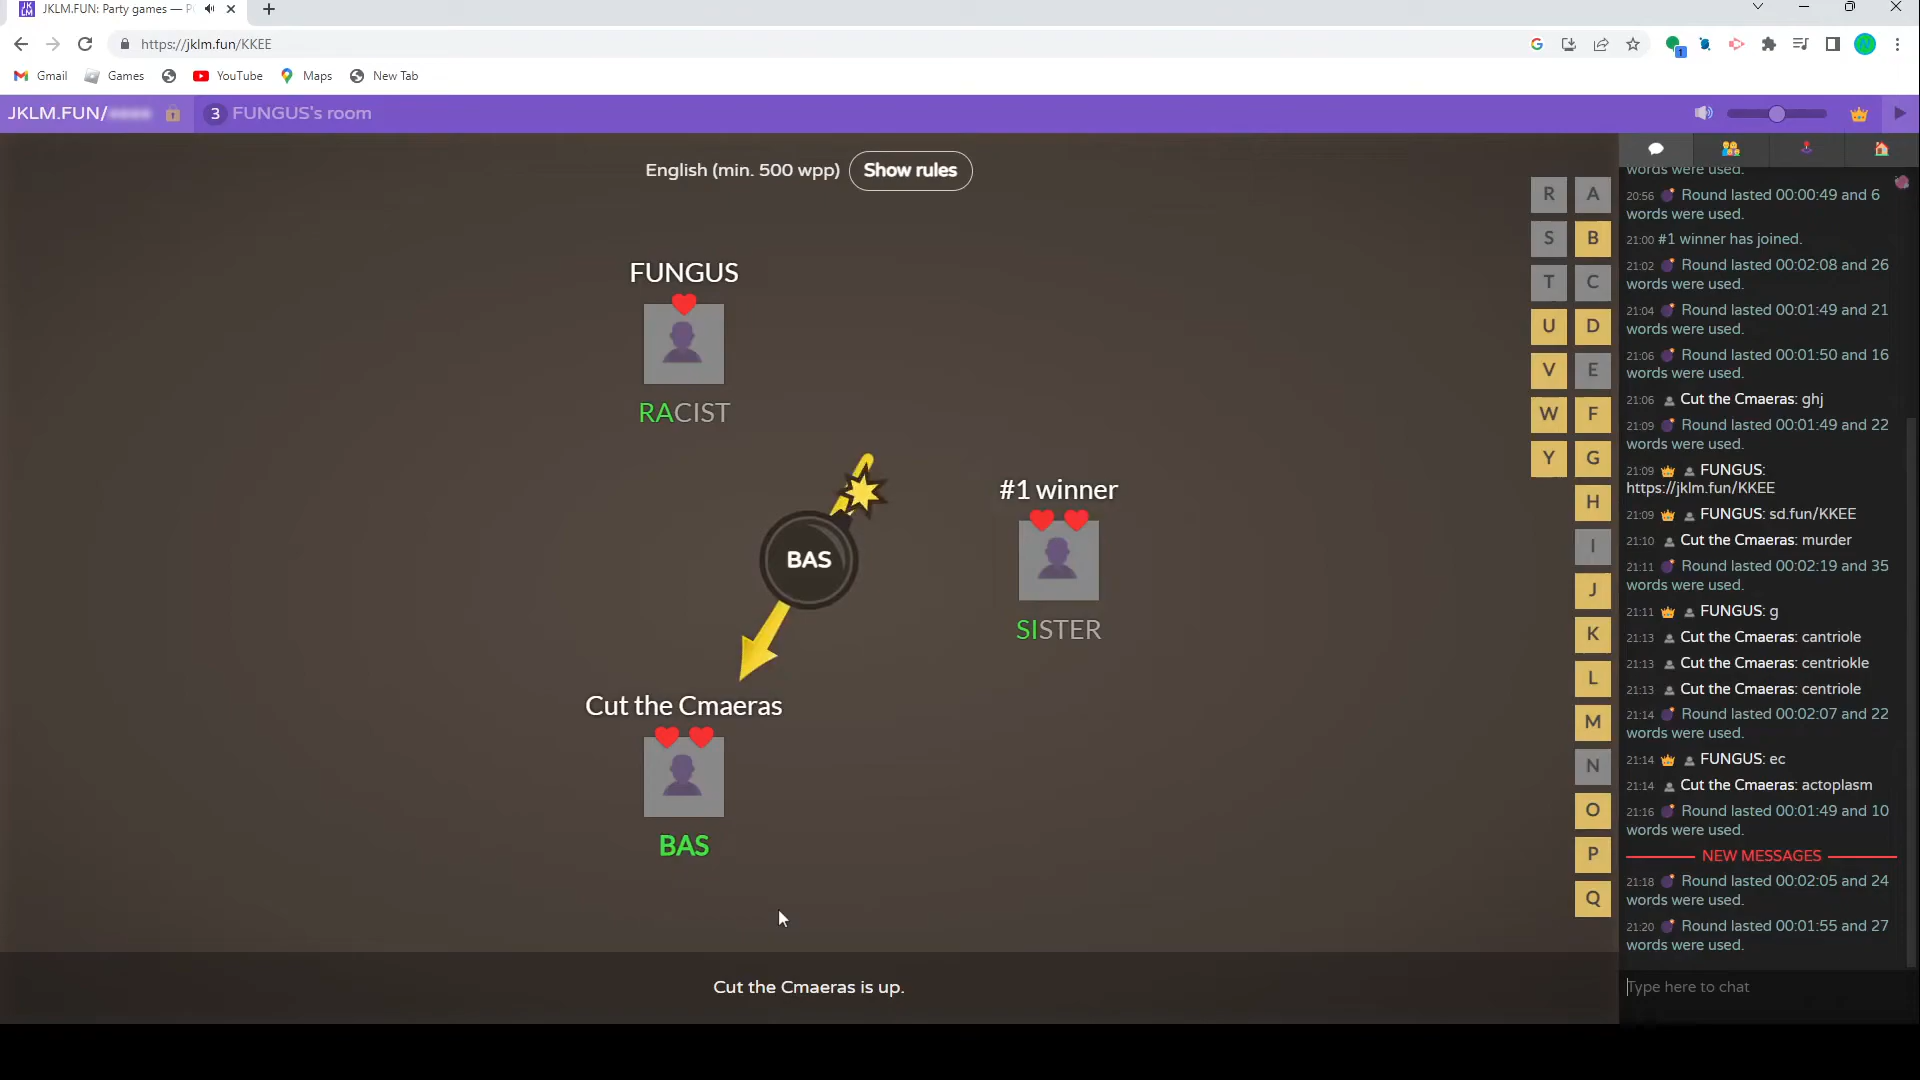 JKLM.FUN: Party games — P
https://jklm.fun/KKEE
1
Gmail
Games
YouTube
Maps
New Tab
JKLM.FUN/
3 FUNGUS's room
English (min. 500 wpp) Show rules
FUNGUS
RACIST
#1 winner
SISTER
BAS
Cut the Cmaeras
BAS
Cut the Cmaeras is up.
R A
S B
T C
U D
V E
W F
Y G
H
I
J
K
L
M
N
O
P
Q
words were used.
20:56 Round lasted 00:00:49 and 6
words were used.
21:00 #1 winner has joined.
21:02 Round lasted 00:02:08 and 26
words were used.
21:04 Round lasted 00:01:49 and 21
words were used.
21:06 Round lasted 00:01:50 and 16
words were used.
21:06 Cut the Cmaeras: ghj
21:09 Round lasted 00:01:49 and 22
words were used.
21:09 FUNGUS:
https://jklm.fun/KKEE
21:09 FUNGUS: sd.fun/KKEE
21:10 Cut the Cmaeras: murder
21:11 Round lasted 00:02:19 and 35
words were used.
21:11 FUNGUS: g
21:13 Cut the Cmaeras: cantriole
21:13 Cut the Cmaeras: centriokle
21:13 Cut the Cmaeras: centriole
21:14 Round lasted 00:02:07 and 22
words were used.
21:14 FUNGUS: ec
21:14 Cut the Cmaeras: actoplasm
21:16 Round lasted 00:01:49 and 10
words were used.
NEW MESSAGES
21:18 Round lasted 00:02:05 and 24
words were used.
21:20 Round lasted 00:01:55 and 27
words were used.
Type here to chat